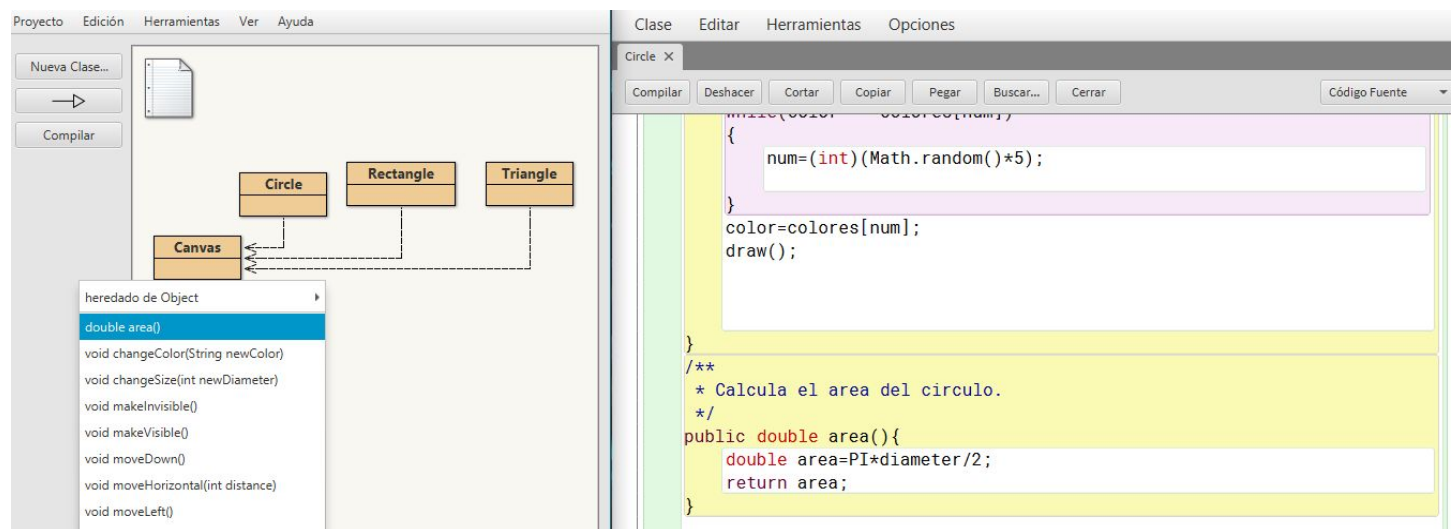 Proyecto Edición Herramientas Ver Ayuda
Nueva Clase...
Compilar
Circle
Rectangle
Triangle
Canvas
heredado de Object
double area()
void changeColor(String newColor)
void changeSize(int newDiameter)
void makeInvisible()
void makeVisible()
void moveDown()
void moveHorizontal(int distance)
void moveLeft()
Clase Editar Herramientas Opciones
Circle X
Compilar Deshacer Cortar Copiar Pegar Buscar... Cerrar Código Fuente
{
num=(int)(Math.random()*5);
}
color=colores[num];
draw();
}
/**
* Calcula el area del circulo.
*/
public double area(){
double area=PI*diameter/2;
return area;
}